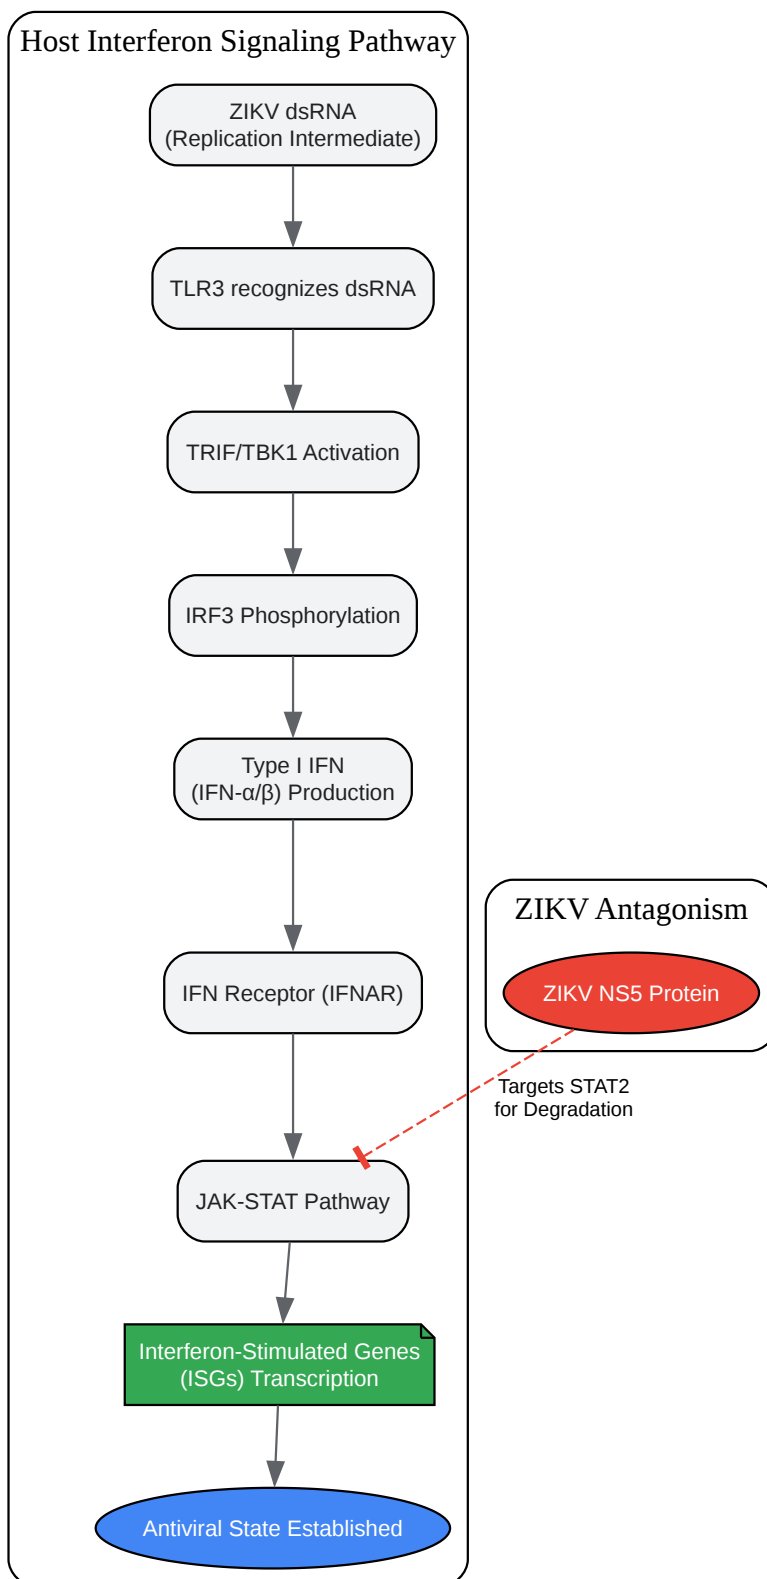 Host Interferon Signaling Pathway
ZIKV dsRNA
(Replication Intermediate)
TLR3 recognizes dsRNA
TRIF/TBK1 Activation
IRF3 Phosphorylation
Type I IFN
(IFN-α/β) Production
IFN Receptor (IFNAR)
ZIKV Antagonism
ZIKV NS5 Protein
Targets STAT2
for Degradation
JAK-STAT Pathway
Interferon-Stimulated Genes
(ISGs) Transcription
Antiviral State Established